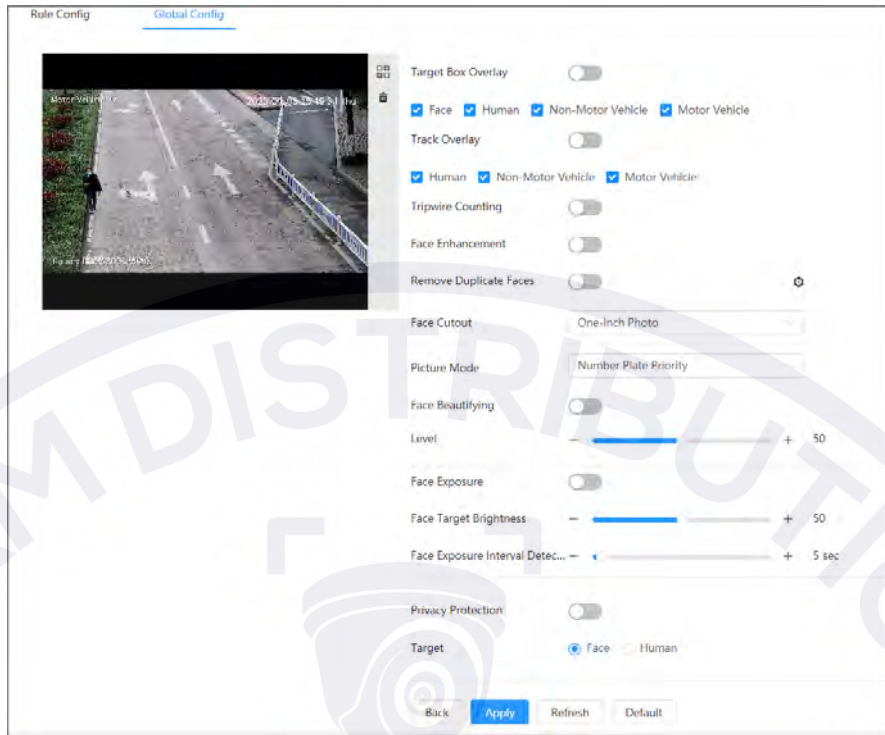 Rule Config Global Config
Target Box Overlay
Face Human Non-Motor Vehicle Motor Vehicle
Track Overlay
Human Non-Motor Vehicle Motor Vehicle
Tripwire Counting
Face Enhancement
Remove Duplicate Faces
Face Cutout One-Inch Photo
Picture Mode Number Plate Priority
Face Beautifying
Level - + 50
Face Exposure
Face Target Brightness - + 50
Face Exposure Interval Detec... - + 5 sec
Privacy Protection
Target Face Human
Back Apply Refresh Default
Motor Vehicle
DISTRIBUTI